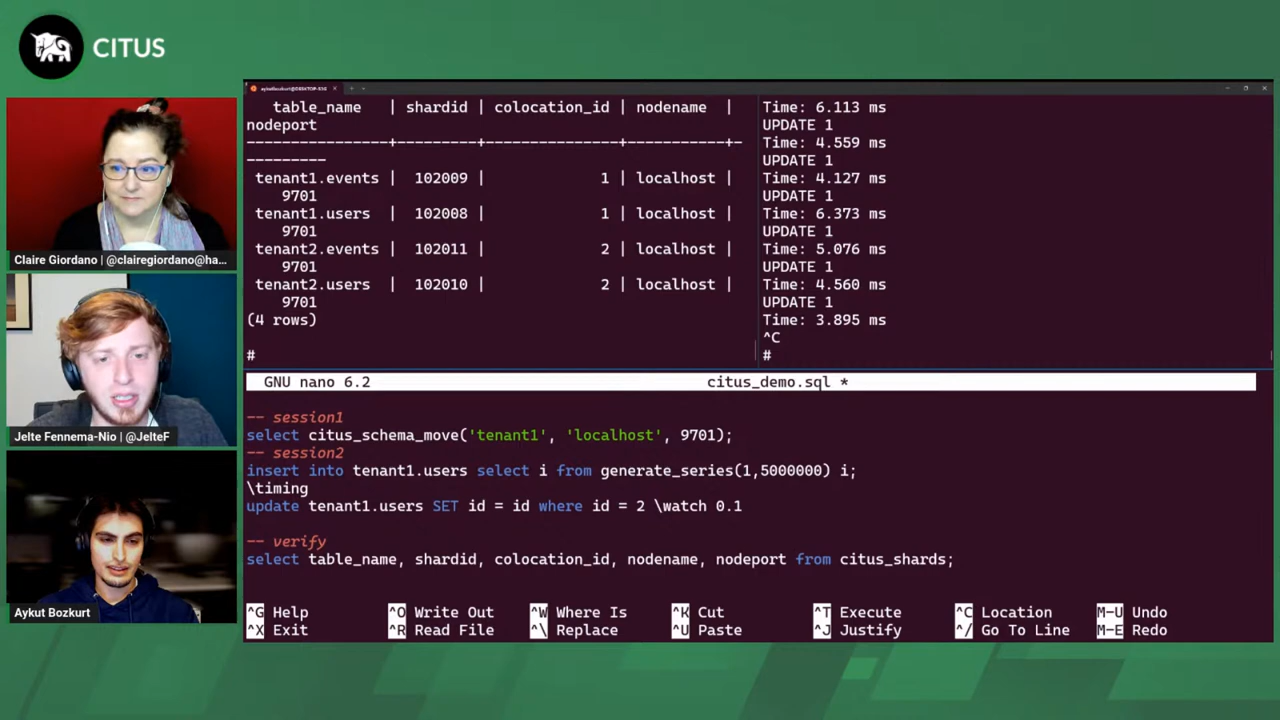 CITUS
aykutbozkurt@DESKTOP-
table_name | shardid | colocation_id | nodename |
nodeport
----------------+---------+---------------+-----------+-
---------
tenant1.events | 102009 | 1 | localhost |
9701
tenant1.users | 102008 | 1 | localhost |
9701
tenant2.events | 102011 | 2 | localhost |
9701
tenant2.users | 102010 | 2 | localhost |
9701
(4 rows)
#
Time: 6.113 ms
UPDATE 1
Time: 4.559 ms
UPDATE 1
Time: 4.127 ms
UPDATE 1
Time: 6.373 ms
UPDATE 1
Time: 5.076 ms
UPDATE 1
Time: 4.560 ms
UPDATE 1
Time: 3.895 ms
^C
#
GNU nano 6.2 citus_demo.sql *
-- session1
select citus_schema_move('tenant1', 'localhost', 9701);
-- session2
insert into tenant1.users select i from generate_series(1,5000000) i;
\timing
update tenant1.users SET id = id where id = 2 \watch 0.1
-- verify
select table_name, shardid, colocation_id, nodename, nodeport from citus_shards;
^G Help ^O Write Out ^W Where Is ^K Cut ^T Execute ^C Location M-U Undo
^X Exit ^R Read File ^\ Replace ^U Paste ^J Justify ^/ Go To Line M-E Redo
Claire Giordano | @clairegiordano@ha...
Jelte Fennema-Nio | @JelteF
Aykut Bozkurt